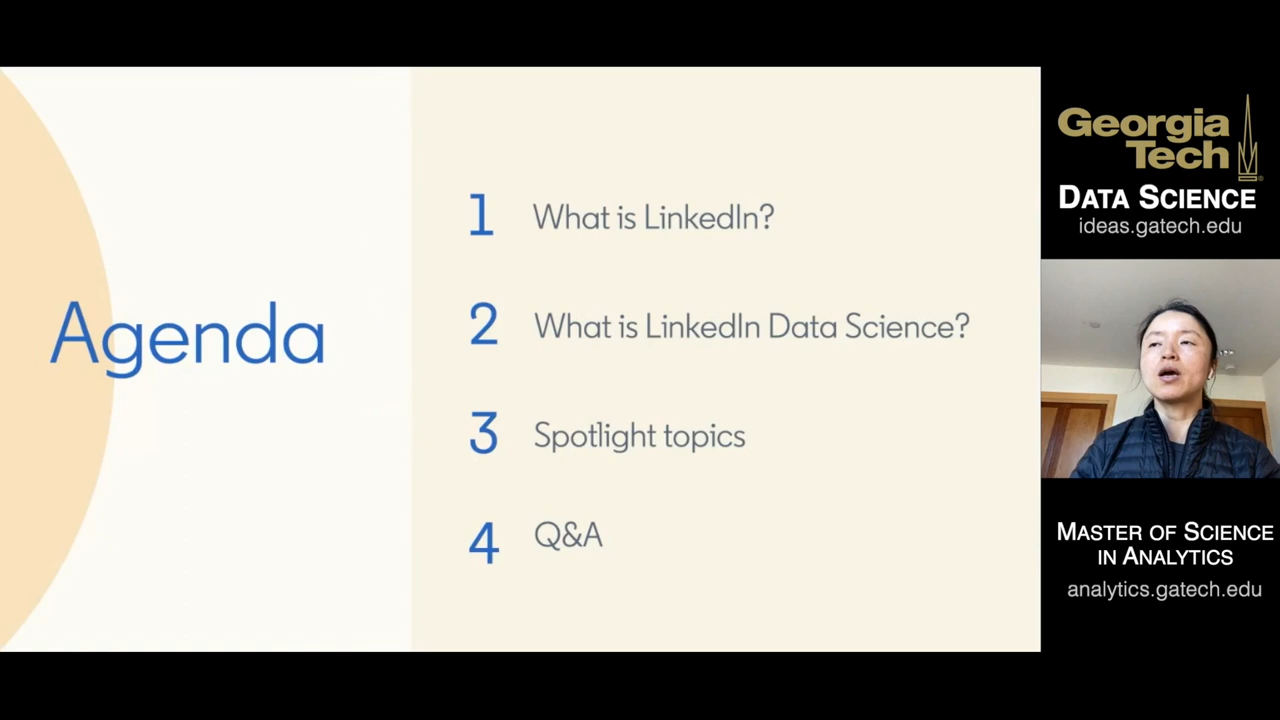 Agenda
1 What is LinkedIn?
2 What is LinkedIn Data Science?
3 Spotlight topics
4 Q&A
Georgia
Tech
DATA SCIENCE
ideas.gatech.edu
MASTER OF SCIENCE
IN ANALYTICS
analytics.gatech.edu